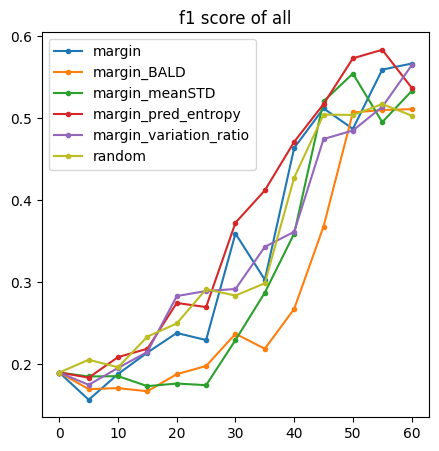 f1 score of all
margin
margin_BALD
margin_meanSTD
margin_pred_entropy
margin_variation_ratio
random
0.6
0.5
0.4
0.3
0.2
0 10 20 30 40 50 60